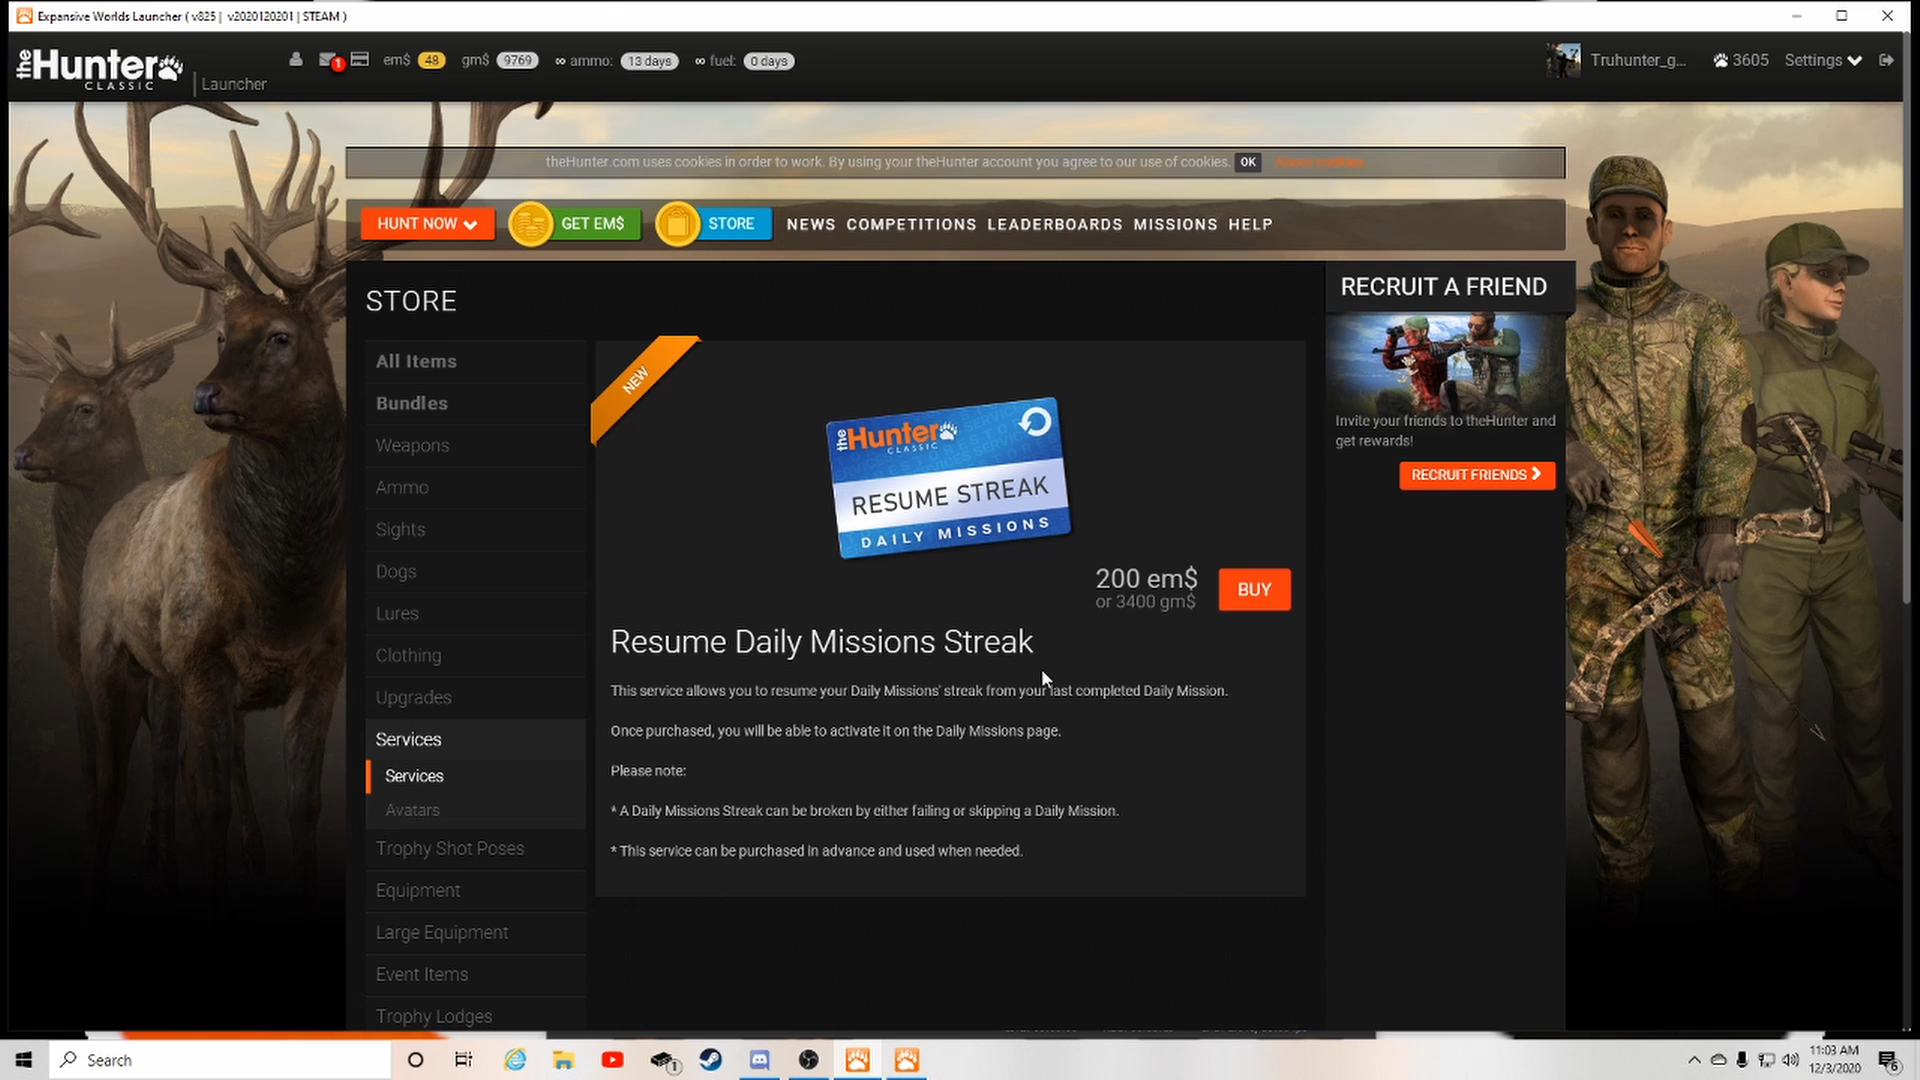 Expansive Worlds Launcher ( v825 | v2020120201 | STEAM )
theHunter CLASSIC | Launcher
1
em$ 48 gm$ 9769 ∞ ammo: 13 days ∞ fuel: 0 days
Truhunter_g... 3605 Settings
theHunter.com uses cookies in order to work. By using your theHunter account you agree to our use of cookies. OK
HUNT NOW GET EM$ STORE NEWS COMPETITIONS LEADERBOARDS MISSIONS HELP
STORE
All Items
Bundles
Weapons
Ammo
Sights
Dogs
Lures
Clothing
Upgrades
Services
Services
Avatars
Trophy Shot Poses
Equipment
Large Equipment
Event Items
Trophy Lodges
NEW
theHunter
CLASSIC
RESUME STREAK
DAILY MISSIONS
200 em$
or 3400 gm$
BUY
Resume Daily Missions Streak
This service allows you to resume your Daily Missions' streak from your last completed Daily Mission.
Once purchased, you will be able to activate it on the Daily Missions page.
Please note:
* A Daily Missions Streak can be broken by either failing or skipping a Daily Mission.
* This service can be purchased in advance and used when needed.
RECRUIT A FRIEND
Invite your friends to theHunter and
get rewards!
RECRUIT FRIENDS
Search
1
11:03 AM
12/3/2020
6